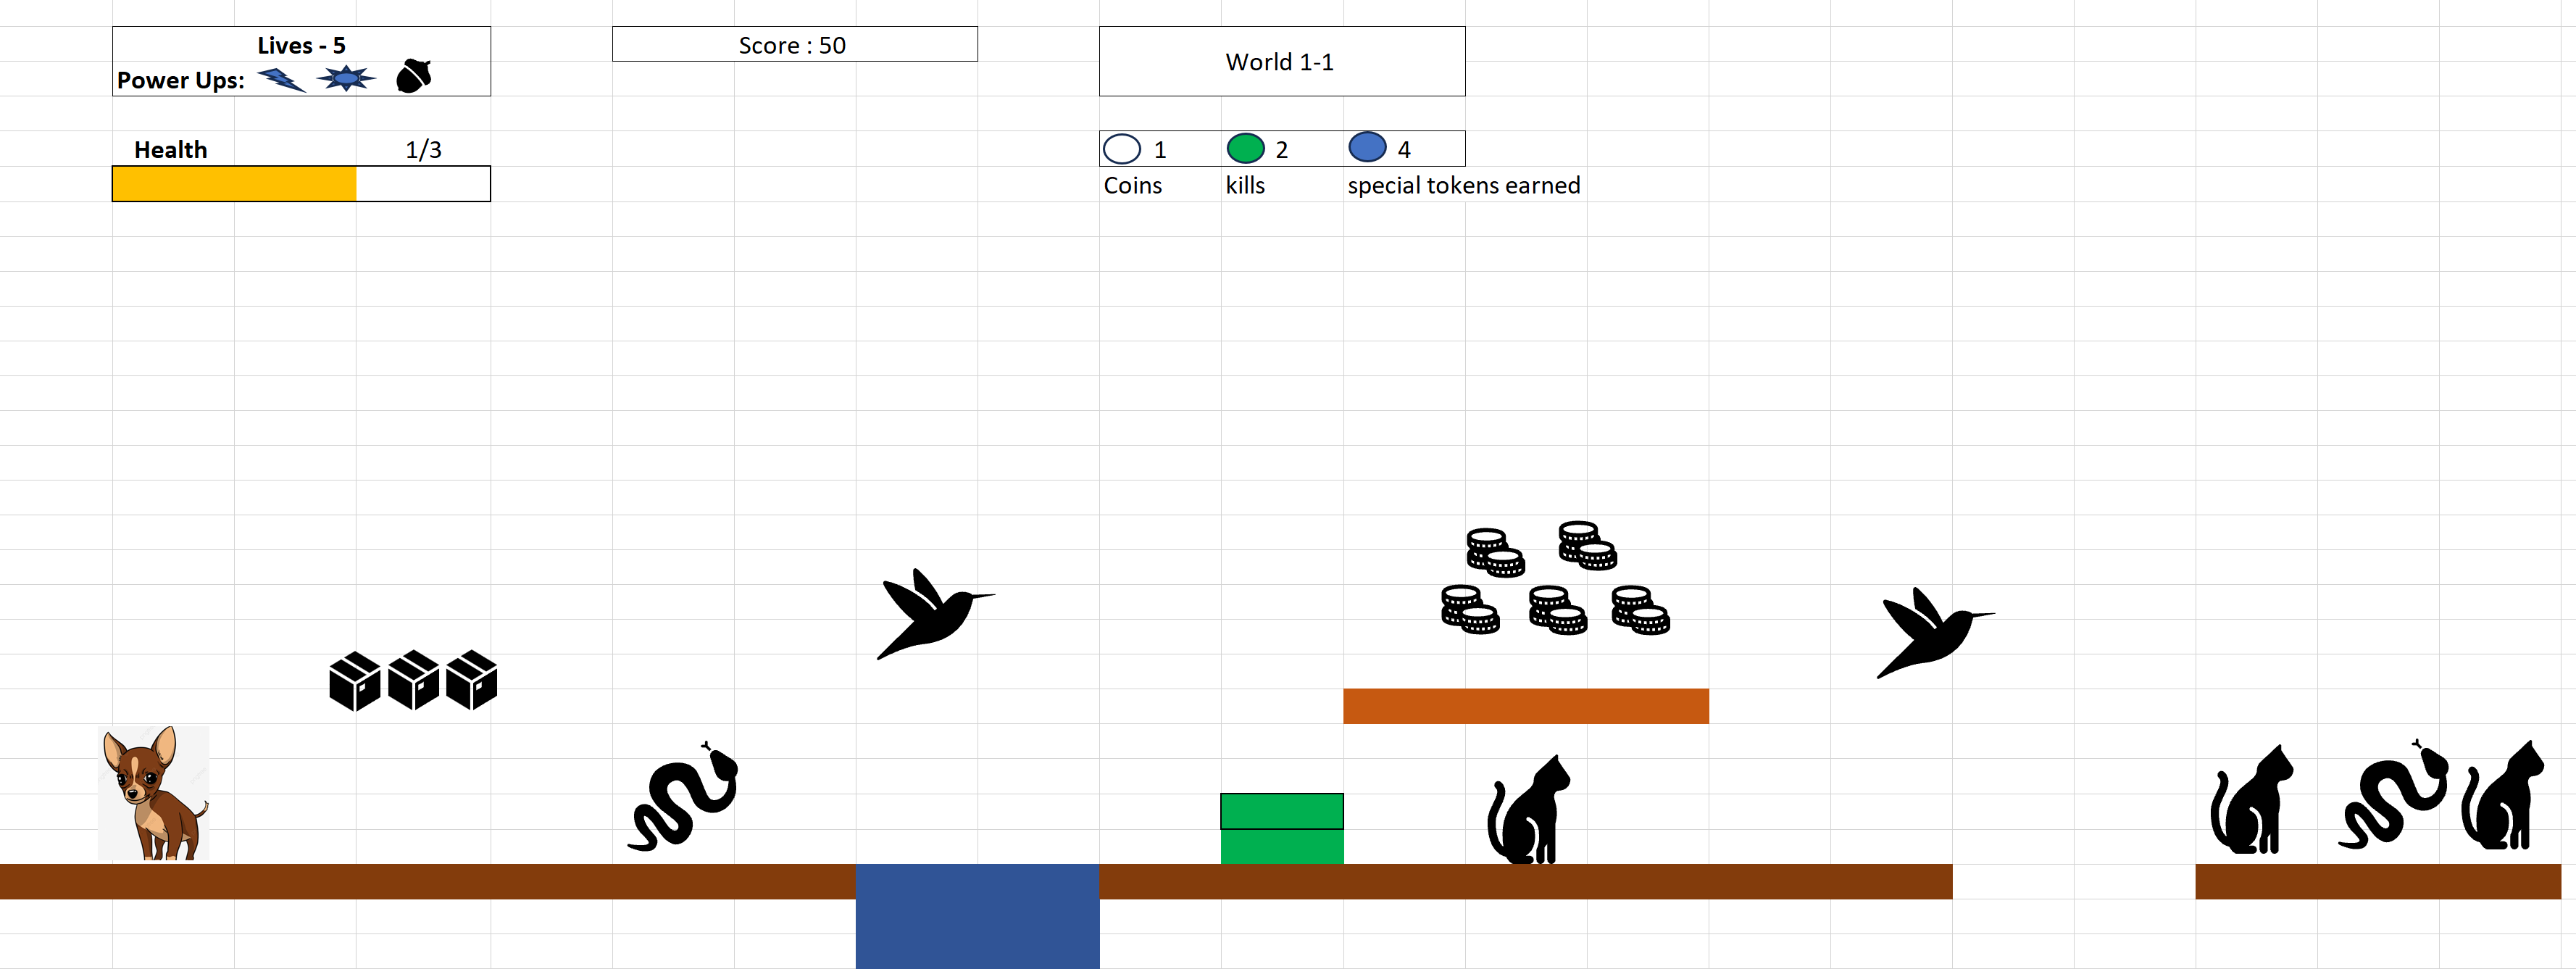 Lives - 5
Power Ups:
Score : 50
World 1-1
Health 1/3
1 2 4
Coins kills special tokens earned